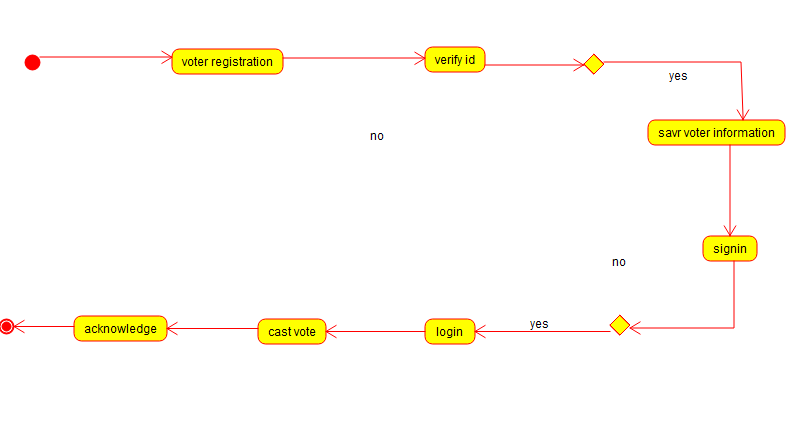 voter registration
verify id
yes
savr voter information
no
signin
no
yes
login
cast vote
acknowledge